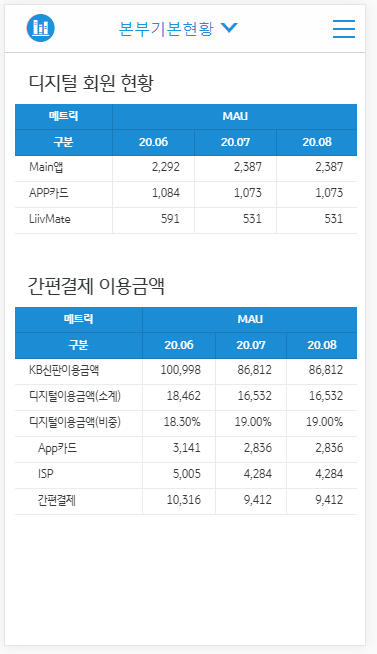 본부기본현황
디지털 회원 현황
메트릭 MAU
구분 20.06 20.07 20.08
Main앱 2,292 2,387 2,387
APP카드 1,084 1,073 1,073
LiivMate 591 531 531
간편결제 이용금액
메트릭 MAU
구분 20.06 20.07 20.08
KB신판이용금액 100,998 86,812 86,812
디지털이용금액(소계) 18,462 16,532 16,532
디지털이용금액(비중) 18.30% 19.00% 19.00%
App카드 3,141 2,836 2,836
ISP 5,005 4,284 4,284
간편결제 10,316 9,412 9,412